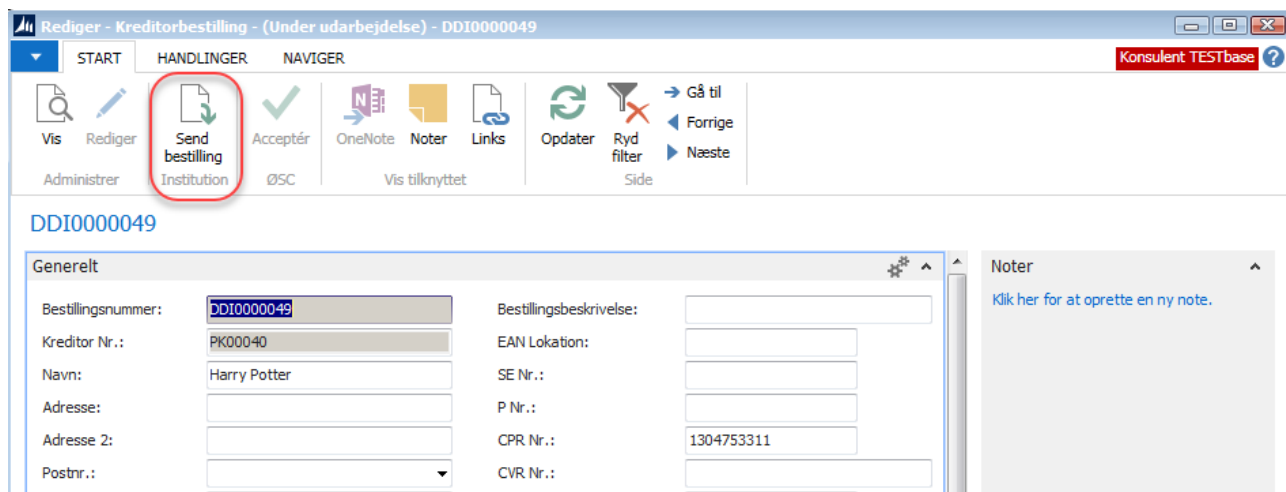 Rediger - Kreditorbestilling - (Under udarbejdelse) - DDI0000049
START HANDLINGER NAVIGER
Konsulent TESTbase ?
Vis
Rediger
Administrer
Send bestilling
Institution
Acceptér
ØSC
OneNote
Noter
Links
Vis tilknyttet
Opdater
Ryd filter
Gå til
Forrige
Næste
Side
DDI0000049
Generelt
Bestillingsnummer: DDI0000049
Kreditor Nr.: PK00040
Navn: Harry Potter
Adresse:
Adresse 2:
Postnr.:
Bestillingsbeskrivelse:
EAN Lokation:
SE Nr.:
P Nr.:
CPR Nr.: 1304753311
CVR Nr.:
Noter
Klik her for at oprette en ny note.